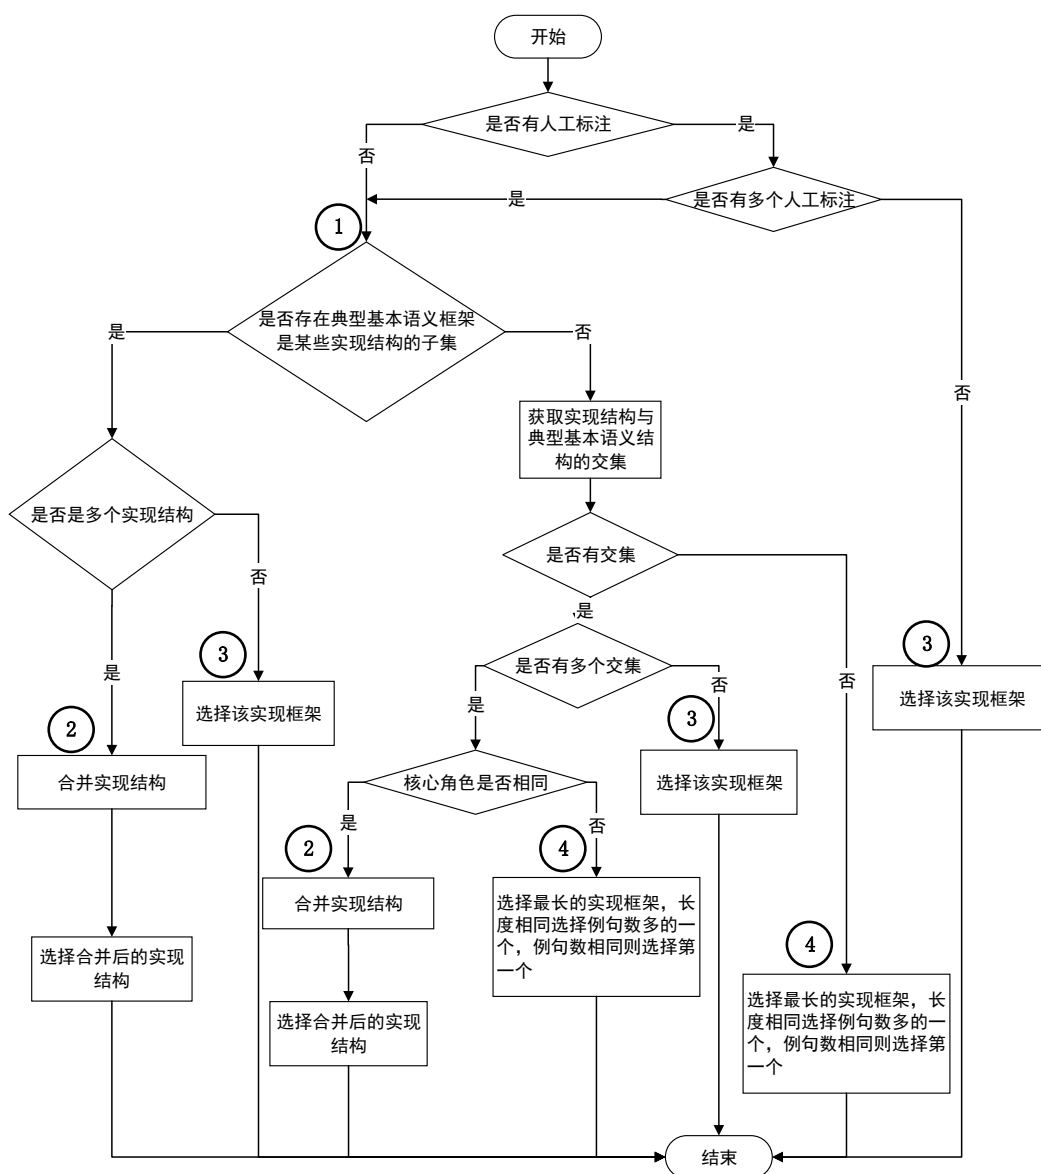 开始
是否有人工标注
是
否
是否有多个人工标注
是
1
是否存在典型基本语义框架
是某些实现结构的子集
是
否
否
获取实现结构与
典型基本语义结
构的交集
是否是多个实现结构
是否有交集
否
否
是
3
3
是否有多个交集
是
否
否
是
选择该实现框架
选择该实现框架
2
3
合并实现结构
核心角色是否相同
选择该实现框架
是
否
2
4
合并实现结构
选择最长的实现框架，长
度相同选择例句数多的一
个，例句数相同则选择第
一个
4
选择合并后的实现
结构
选择最长的实现框架，长
度相同选择例句数多的一
个，例句数相同则选择第
一个
选择合并后的实现
结构
结束